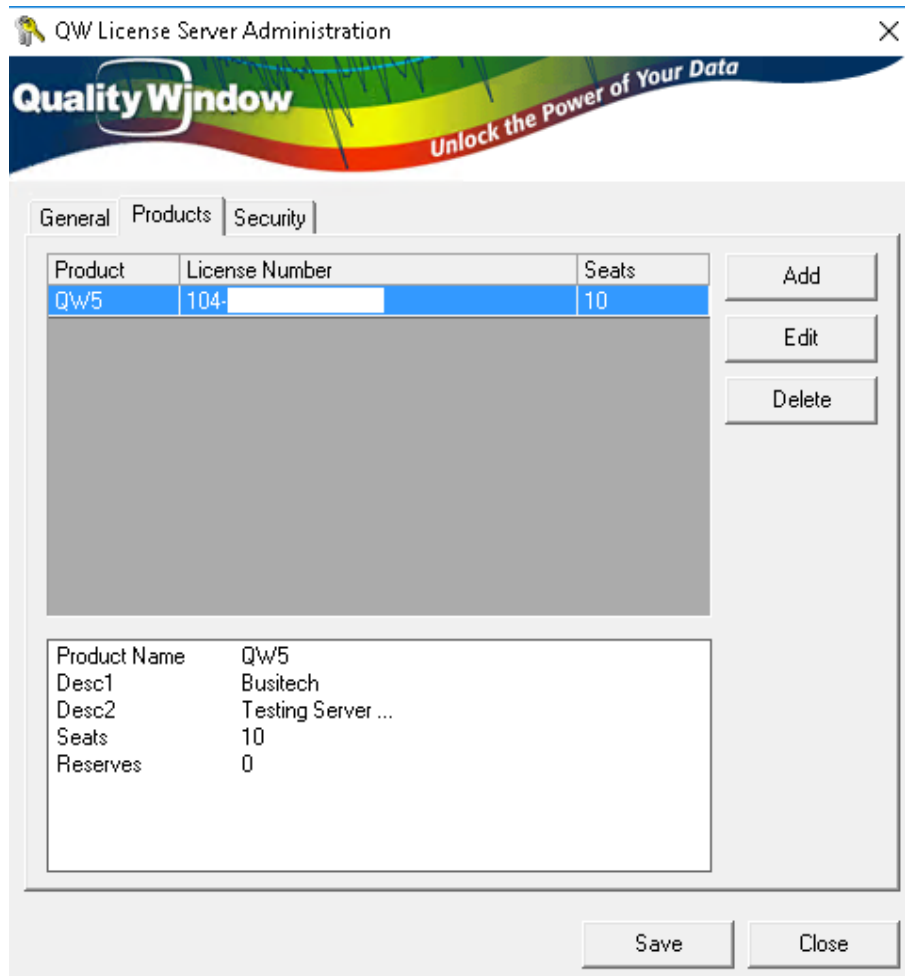 QW License Server Administration
Quality Window
Unlock the Power of Your Data
General Products Security
Product License Number Seats
QW5 104- 10
Add
Edit
Delete
Product Name QW5
Desc1 Busitech
Desc2 Testing Server ...
Seats 10
Reserves 0
Save Close